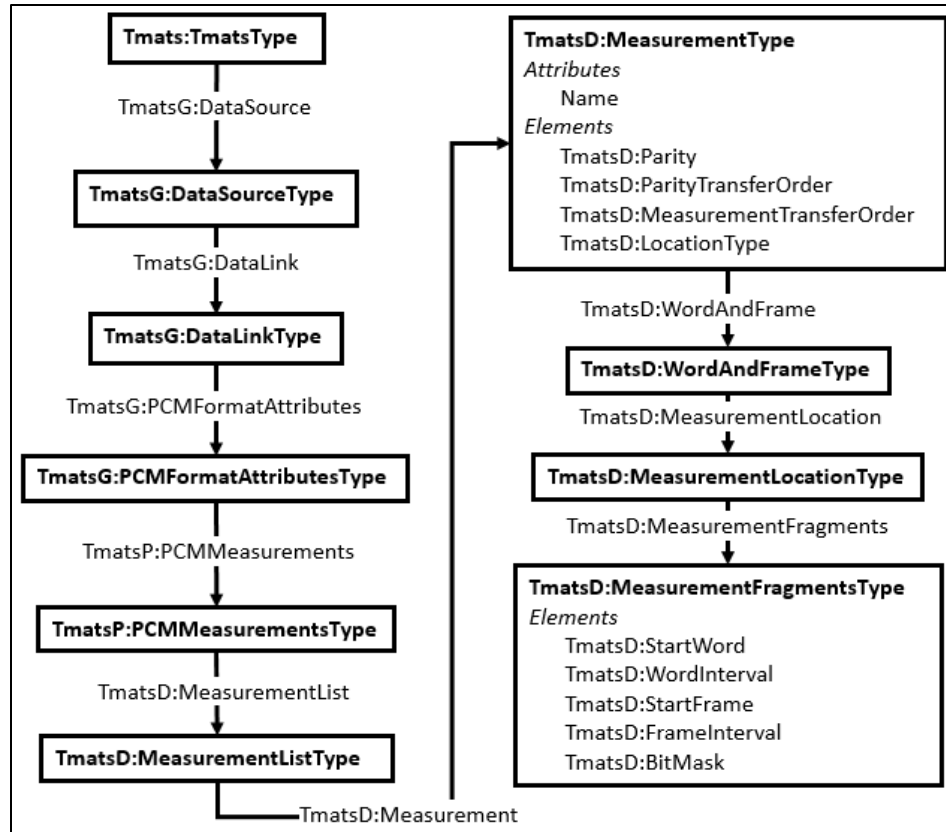 Tmats:TmatsType
TmatsG:DataSource
TmatsG:DataSourceType
TmatsG:DataLink
TmatsG:DataLinkType
TmatsG:PCMFormatAttributes
TmatsG:PCMFormatAttributesType
TmatsP:PCMMeasurements
TmatsP:PCMMeasurementsType
TmatsD:MeasurementList
TmatsD:MeasurementListType
TmatsD:Measurement
TmatsD:MeasurementType
Attributes
Name
Elements
TmatsD:Parity
TmatsD:ParityTransferOrder
TmatsD:MeasurementTransferOrder
TmatsD:LocationType
TmatsD:WordAndFrame
TmatsD:WordAndFrameType
TmatsD:MeasurementLocation
TmatsD:MeasurementLocationType
TmatsD:MeasurementFragments
TmatsD:MeasurementFragmentsType
Elements
TmatsD:StartWord
TmatsD:WordInterval
TmatsD:StartFrame
TmatsD:FrameInterval
TmatsD:BitMask